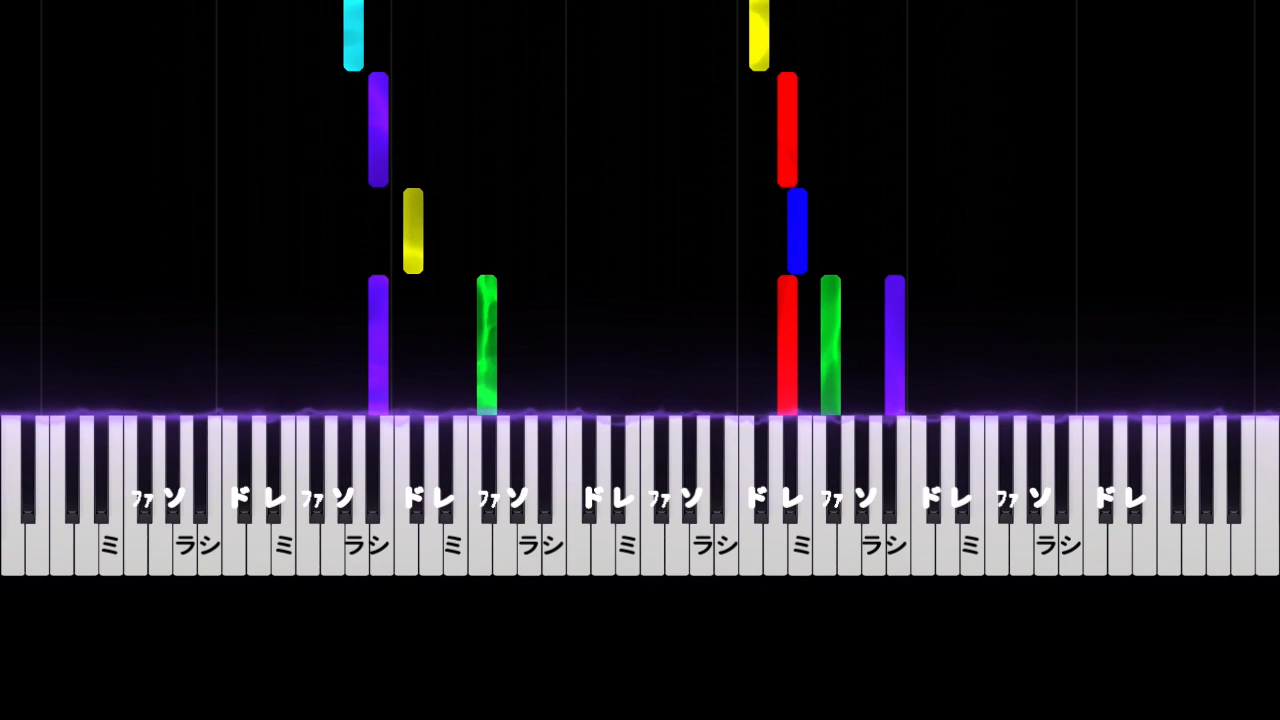 ファ ソ ド レ ファ ソ ド レ ファ ソ ド レ ファ ソ ド レ ファ ソ ド レ ファ ソ ド レ
ミ ラ シ ミ ラ シ ミ ラ シ ミ ラ シ ミ ラ シ ミ ラ シ